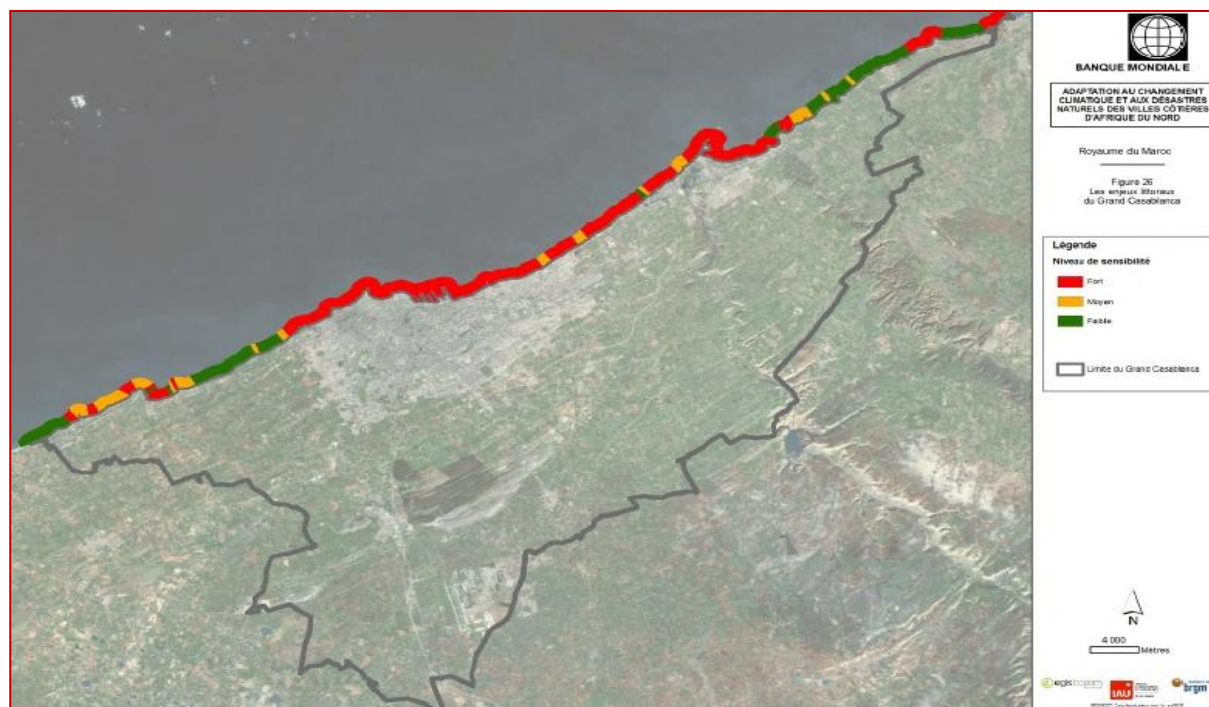 BANQUE MONDIALE
ADAPTATION AU CHANGEMENT
CLIMATIQUE ET AUX DÉSASTRES
NATURELS DES VILLES CÔTIÈRES
D'AFRIQUE DU NORD
Royaume du Maroc
Figure 26
Les enjeux littoraux
du Grand Casablanca
Légende
Niveau de sensibilité
Fort
Moyen
Faible
Limite du Grand Casablanca
N
4 000
Mètres
egis
IAU
brgm